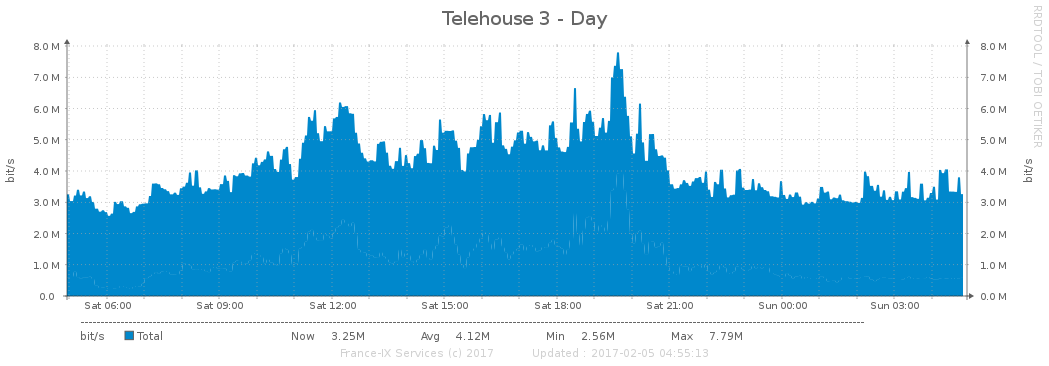 Telehouse 3 - Day
RRDTOOL / TOBI OETIKER
bit/s
8.0 M
7.0 M
6.0 M
5.0 M
4.0 M
3.0 M
2.0 M
1.0 M
0.0
8.0 M
7.0 M
6.0 M
5.0 M
4.0 M
3.0 M
2.0 M
1.0 M
0.0 M
bit/s
Sat 06:00 Sat 09:00 Sat 12:00 Sat 15:00 Sat 18:00 Sat 21:00 Sun 00:00 Sun 03:00
bit/s Total Now 3.25M Avg 4.12M Min 2.56M Max 7.79M
France-IX Services (c) 2017 Updated : 2017-02-05 04:55:13